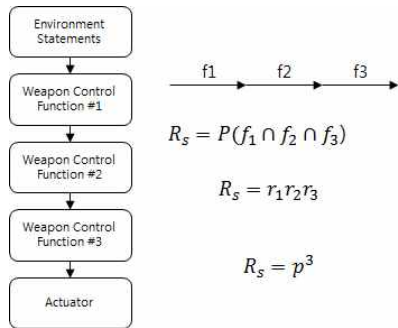 Environment
Statements
Weapon Control
Function #1
Weapon Control
Function #2
Weapon Control
Function #3
Actuator
f1 f2 f3
R_s = P(f_1 ∩ f_2 ∩ f_3)
R_s = r_1r_2r_3
R_s = p^3